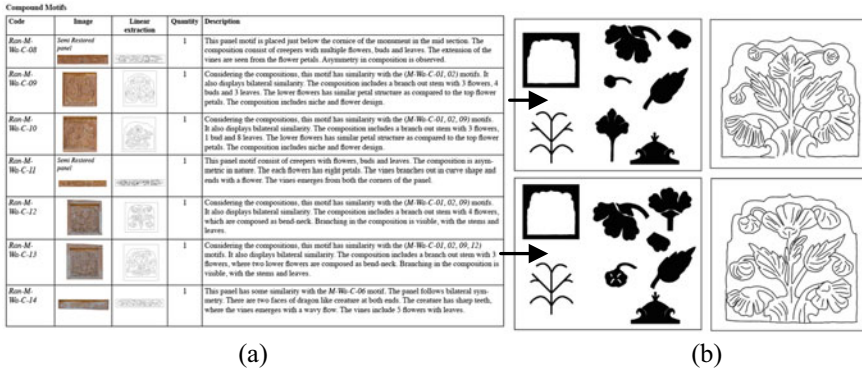 Compound Motifs
Code Image Linear extraction Quantity Description
Ran-M-Wa-C-08 Semi Restored panel 1 This panel motif is placed just below the cornice of the monument in the mid section. The
composition consist of creepers with multiple flowers, buds and leaves. The extension of the
vines are seen from the flower petals. Asymmetry in composition is observed.
Ran-M-Wa-C-09 1 Considering the compositions, this motif has similarity with the (M-Wa-C-01, 02) motifs. It
also displays bilateral similarity. The composition includes a branch out stem with 3 flowers, 4
buds and 3 leaves. The lower flowers has similar petal structure as compared to the top flower
petals. The composition includes niche and flower design.
Ran-M-Wa-C-10 1 Considering the compositions, this motif has similarity with the (M-Wa-C-01, 02, 09) motifs.
It also displays bilateral similarity. The composition includes a branch out stem with 3 flowers,
1 bud and 8 leaves. The lower flowers has similar petal structure as compared to the top flower
petals. The composition includes niche and flower design.
Ran-M-Wa-C-11 Semi Restored panel 1 This panel motif consist of creepers with flowers, buds and leaves. The composition is asym-
metric in nature. The each flowers has eight petals. The vines branches out in curve shape and
ends with a flower. The vines emerges from both the corners of the panel.
Ran-M-Wa-C-12 1 Considering the compositions, this motif has similarity with the (M-Wa-C-01, 02, 09) motifs.
It also displays bilateral similarity. The composition includes a branch out stem with 4 flowers,
which are composed as bend-neck. Branching in the composition is visible, with the stems and
leaves.
Ran-M-Wa-C-13 1 Considering the compositions, this motif has similarity with the (M-Wa-C-01, 02, 09, 12)
motifs. It also displays bilateral similarity. The composition includes a branch out stem with 3
flowers, where two lower flowers are composed as bend-neck. Branching in the composition is
visible, with the stems and leaves.
Ran-M-Wa-C-14 1 This panel has some similarity with the M-Wa-C-06 motif. The panel follows bilateral sym-
metry. There are two faces of dragon like creature at both ends. The creature has sharp teeth,
where the vines emerges with a wavy flow. The vines include 5 flowers with leaves.
(a) (b)